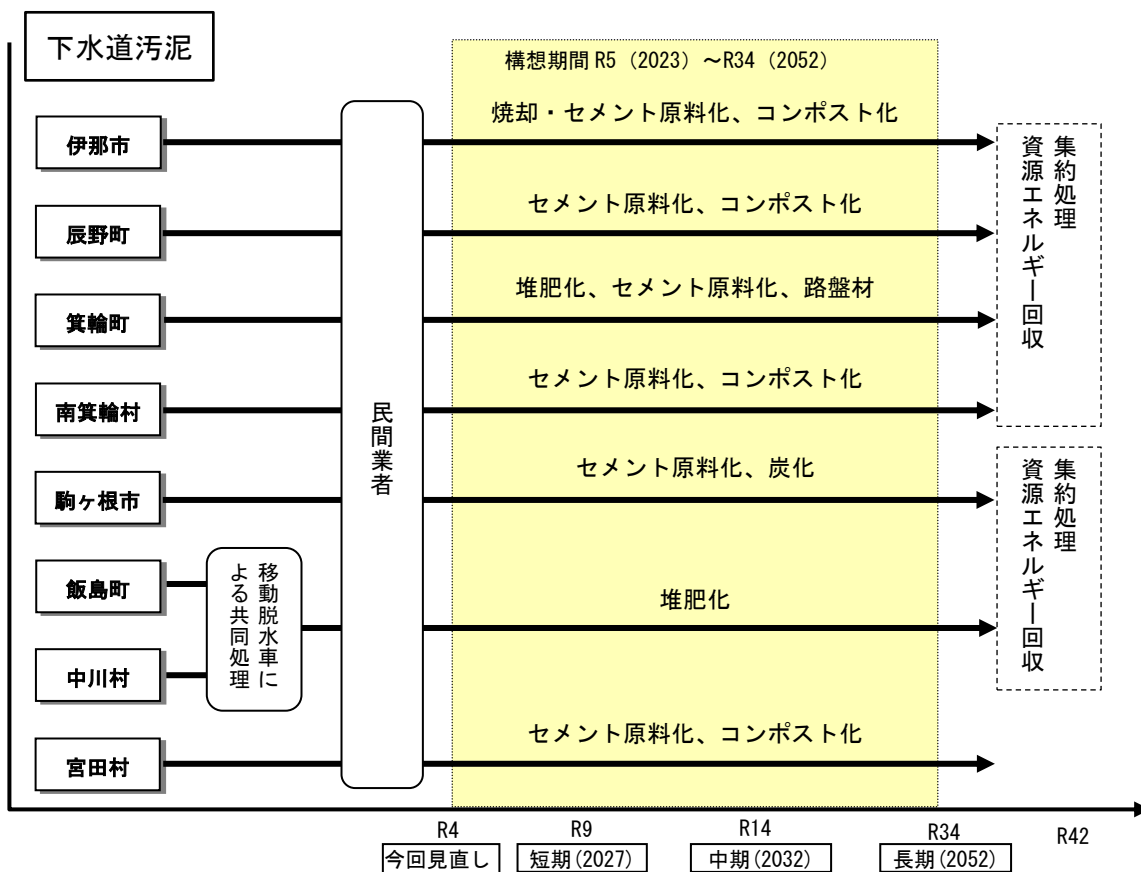 下水道汚泥
構想期間 R5（2023）～R34（2052）
伊那市
焼却・セメント原料化、コンポスト化
辰野町
セメント原料化、コンポスト化
箕輪町
堆肥化、セメント原料化、路盤材
南箕輪村
セメント原料化、コンポスト化
駒ヶ根市
セメント原料化、炭化
飯島町
中川村
移動脱水車に
よる共同処理
堆肥化
宮田村
セメント原料化、コンポスト化
民間業者
集約処理
資源エネルギー回収
集約処理
資源エネルギー回収
R4
R9
R14
R34
R42
今回見直し
短期(2027)
中期(2032)
長期(2052)